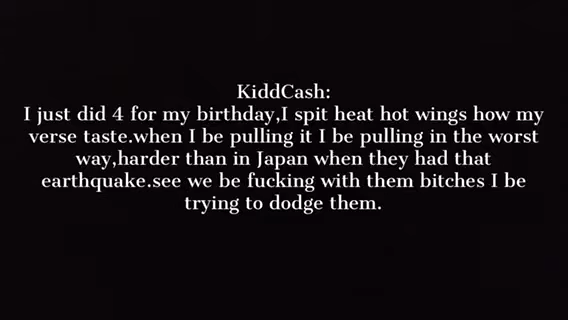 KiddCash:
I just did 4 for my birthday,I spit heat hot wings how my
verse taste.when I be pulling it I be pulling in the worst
way,harder than in Japan when they had that
earthquake.see we be fucking with them bitches I be
trying to dodge them.